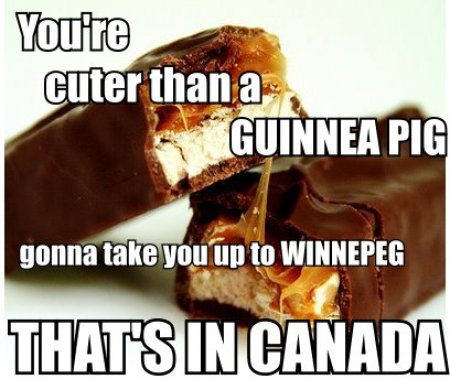 You're
cuter than a
GUINNEA PIG
gonna take you up to WINNEPEG
THAT'S IN CANADA